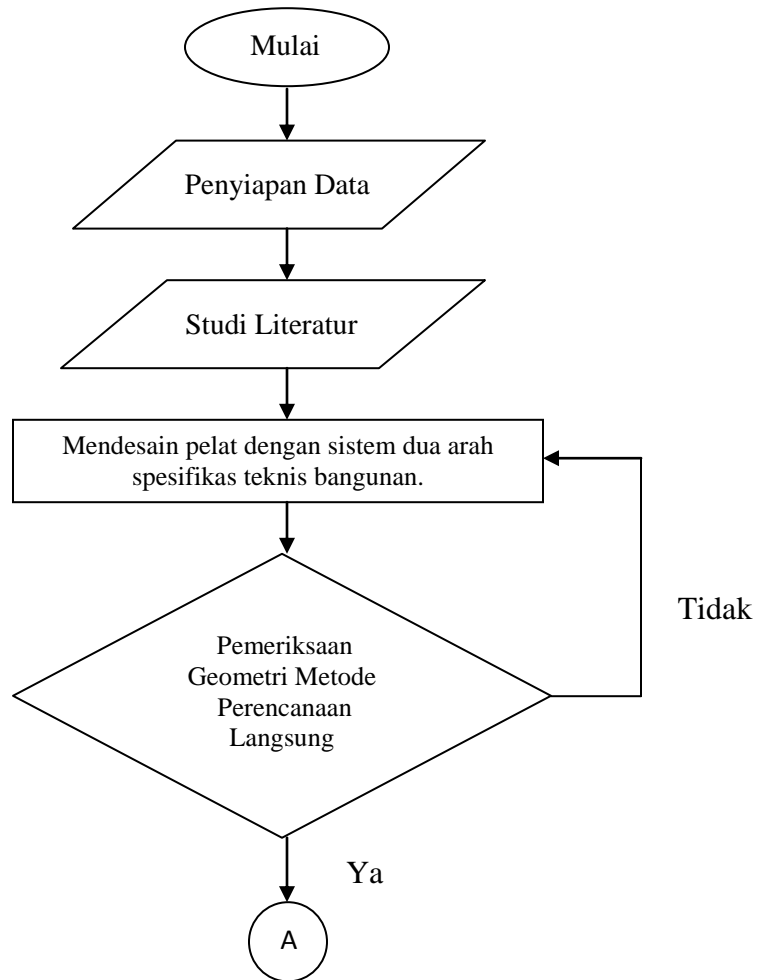 Mulai
Penyiapan Data
Studi Literatur
Mendesain pelat dengan sistem dua arah
spesifikas teknis bangunan.
Tidak
Pemeriksaan
Geometri Metode
Perencanaan
Langsung
Ya
A